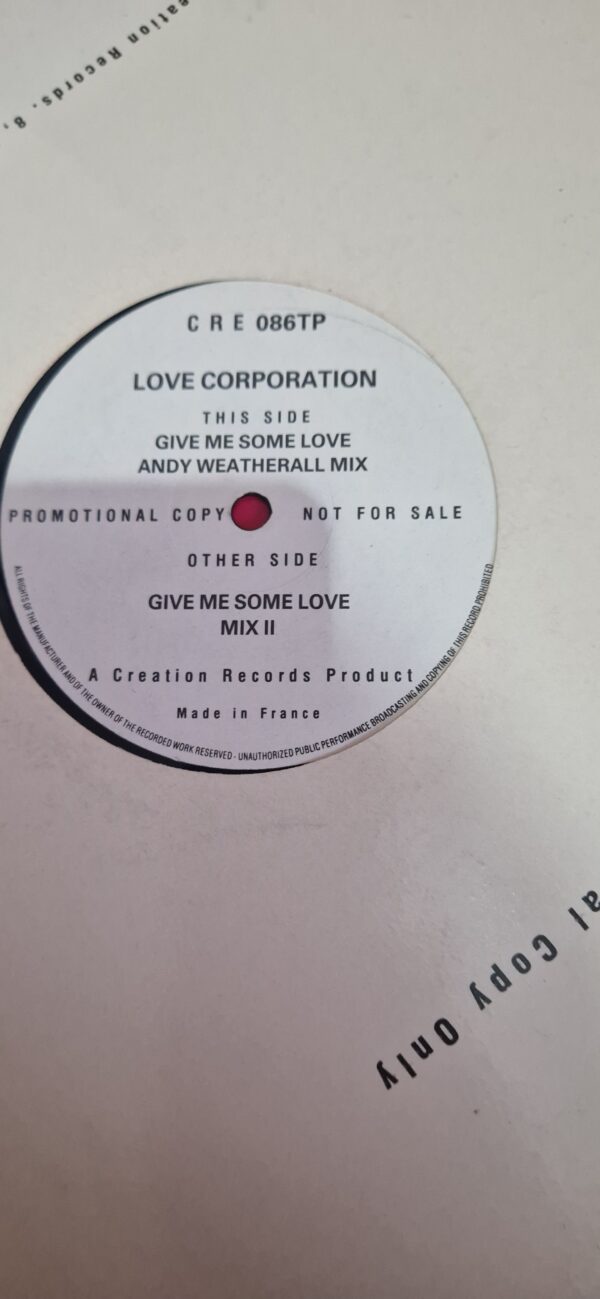 eation Records. 8,
C R E 086TP
LOVE CORPORATION
THIS SIDE
GIVE ME SOME LOVE
ANDY WEATHERALL MIX
PROMOTIONAL COPY NOT FOR SALE
OTHER SIDE
GIVE ME SOME LOVE
MIX II
A Creation Records Product
Made in France
ALL RIGHTS OF THE MANUFACTURER AND OF THE OWNER OF THE RECORDED WORK RESERVED - UNAUTHORIZED PUBLIC PERFORMANCE BROADCASTING AND COPYING OF THIS RECORD PROHIBITED
al Copy Only